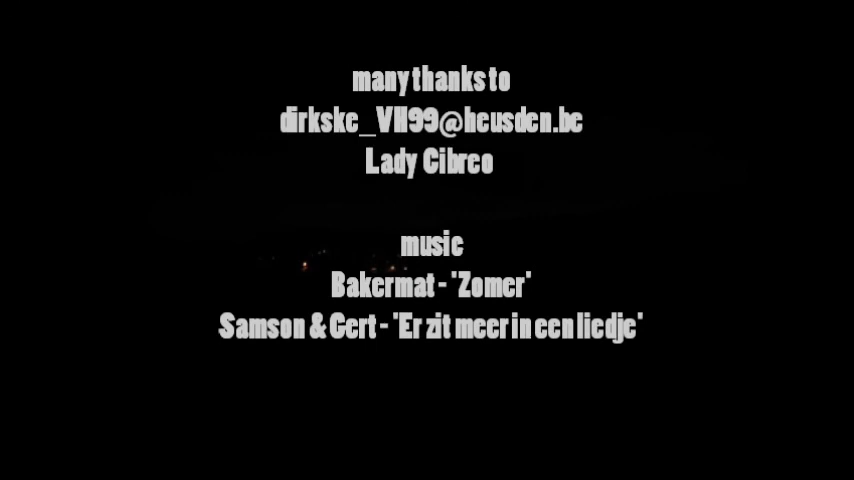 many thanks to
dirkske_VH99@heusden.be
Lady Cibreo
music
Bakermat - 'Zomer'
Samson & Gert - 'Er zit meer in een liedje'